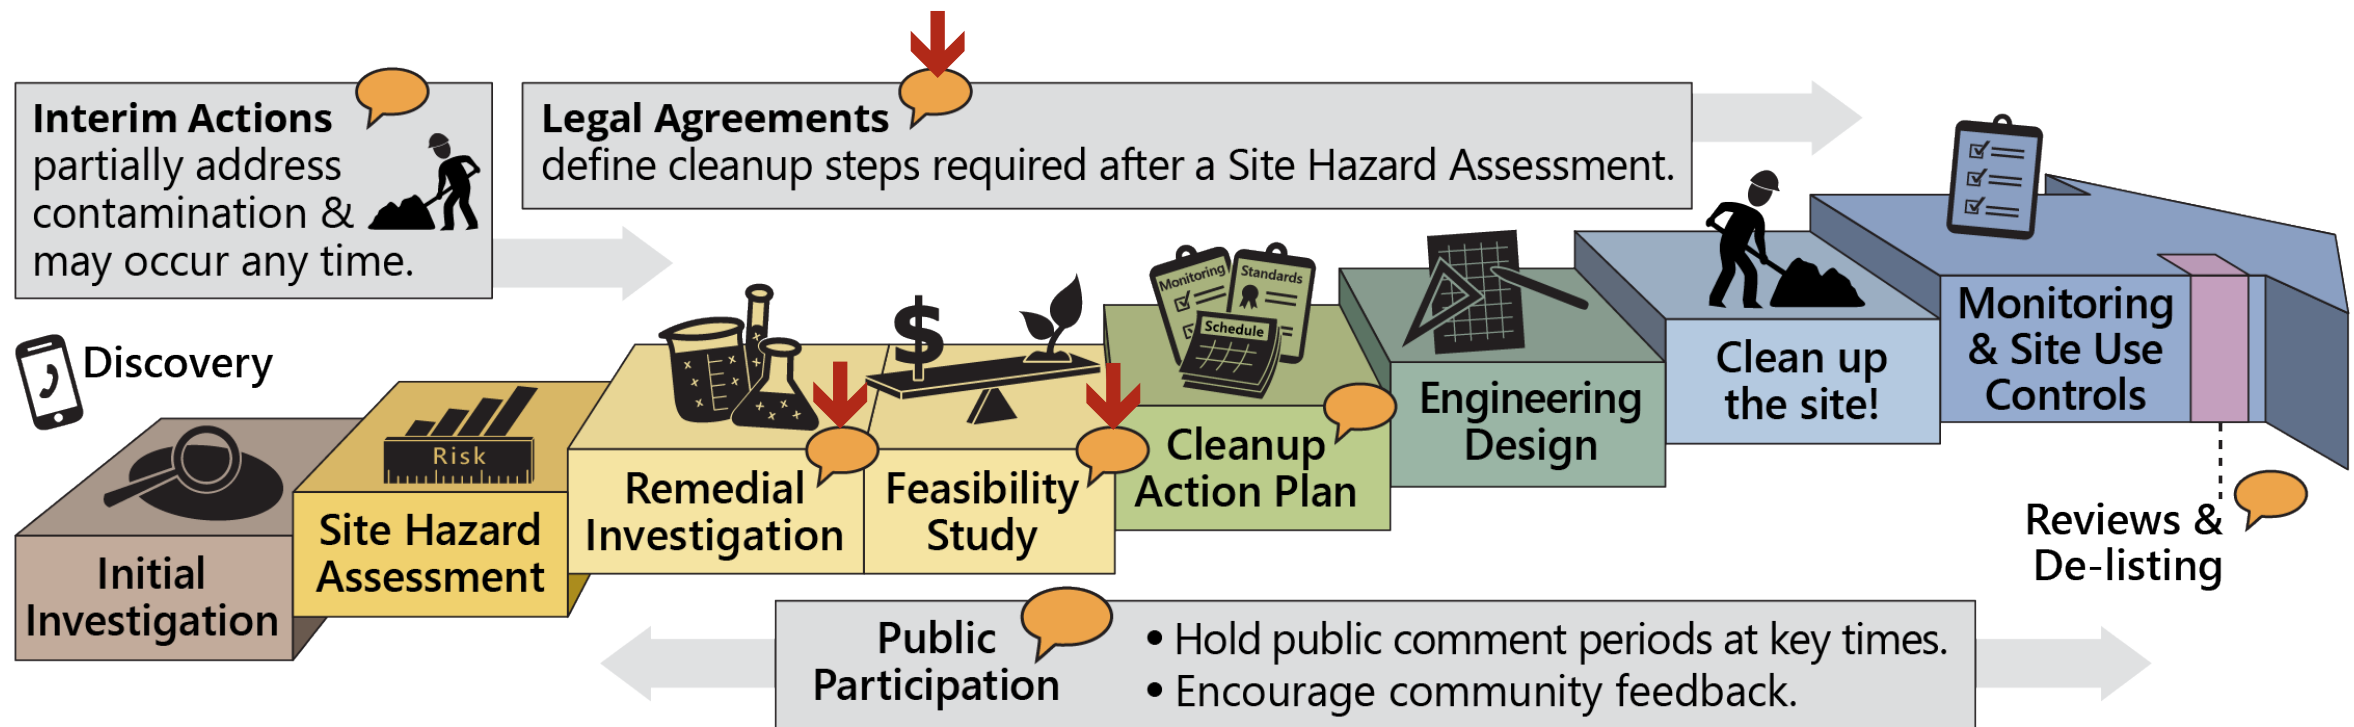 Interim Actions
partially address
contamination &
may occur any time.
Legal Agreements
define cleanup steps required after a Site Hazard Assessment.
Discovery
Initial
Investigation
Risk
Site Hazard
Assessment
Remedial
Investigation
$
Feasibility
Study
Monitoring
Standards
Schedule
Cleanup
Action Plan
Engineering
Design
Clean up
the site!
Monitoring
& Site Use
Controls
Reviews &
De-listing
Public
Participation
• Hold public comment periods at key times.
• Encourage community feedback.